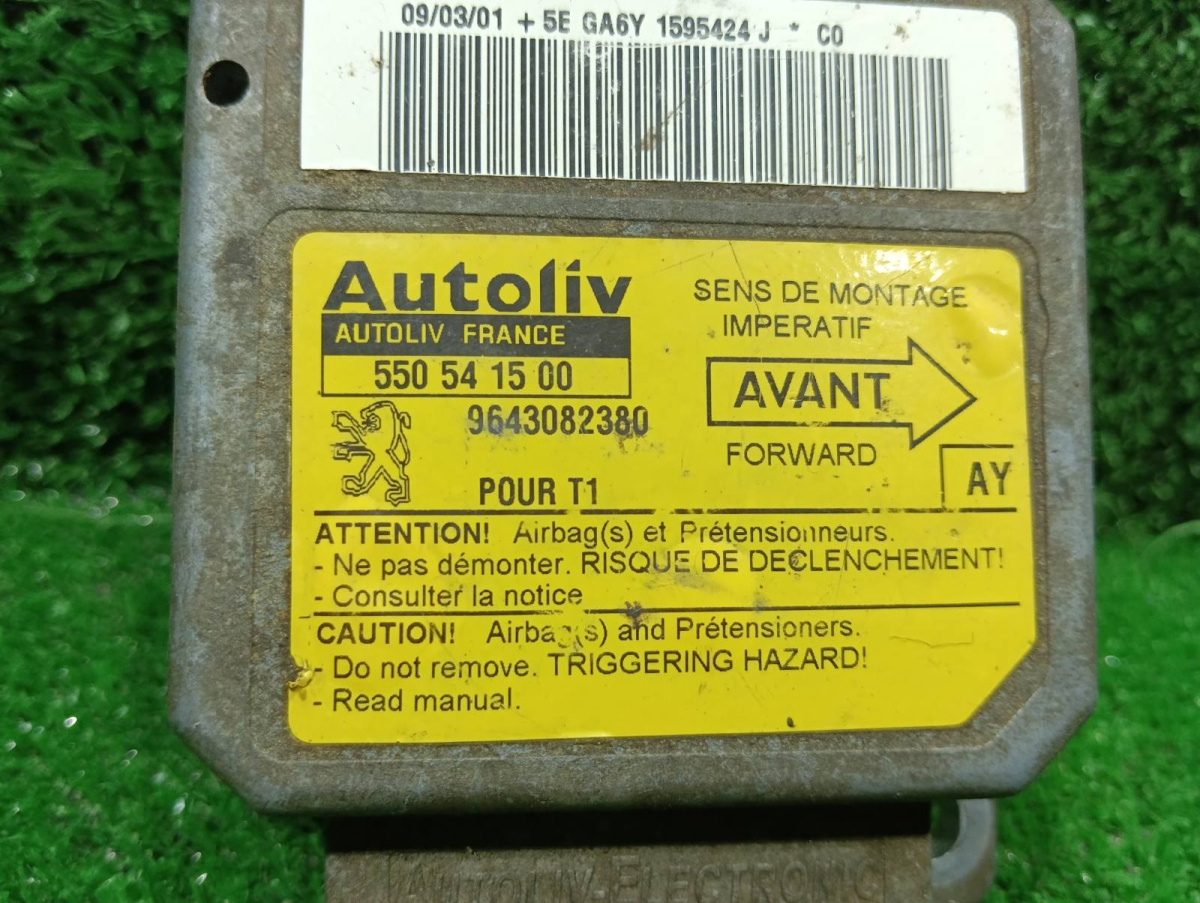 09/03/01 + 5E GA6Y 1595424 J * C0
Autoliv
AUTOLIV FRANCE
550 54 15 00
9643082380
POUR T1
SENS DE MONTAGE
IMPERATIF
AVANT
FORWARD
AY
ATTENTION! Airbag(s) et Prétensionneurs.
- Ne pas démonter. RISQUE DE DECLENCHEMENT!
- Consulter la notice
CAUTION! Airbag(s) and Prétensioners.
- Do not remove. TRIGGERING HAZARD!
- Read manual.
AUTOLIV-ELECTRONIC